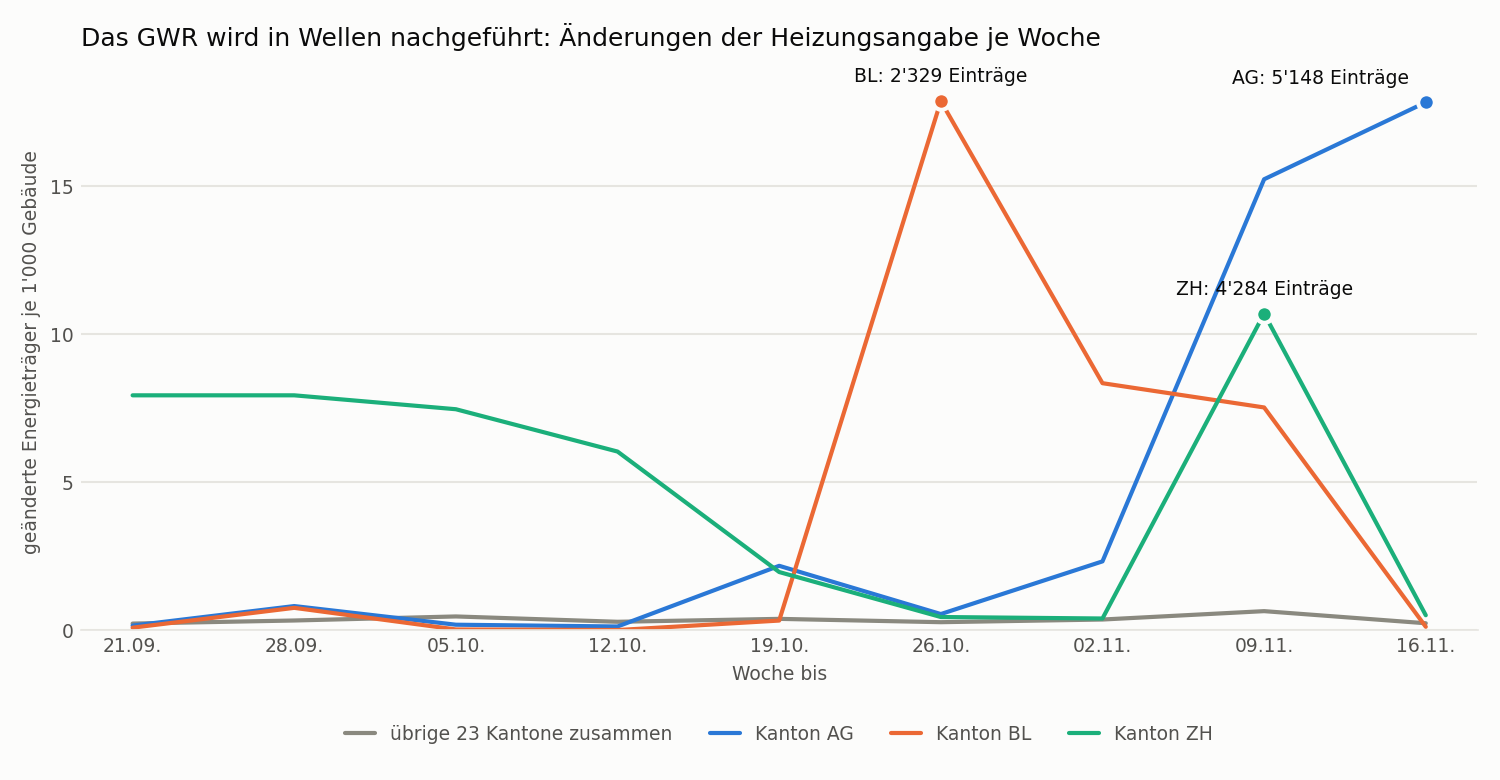 Das GWR wird in Wellen nachgeführt: Änderungen der Heizungsangabe je Woche
BL: 2'329 Einträge
AG: 5'148 Einträge
ZH: 4'284 Einträge
geänderte Energieträger je 1'000 Gebäude
15
10
5
0
21.09. 28.09. 05.10. 12.10. 19.10. 26.10. 02.11. 09.11. 16.11.
Woche bis
übrige 23 Kantone zusammen Kanton AG Kanton BL Kanton ZH